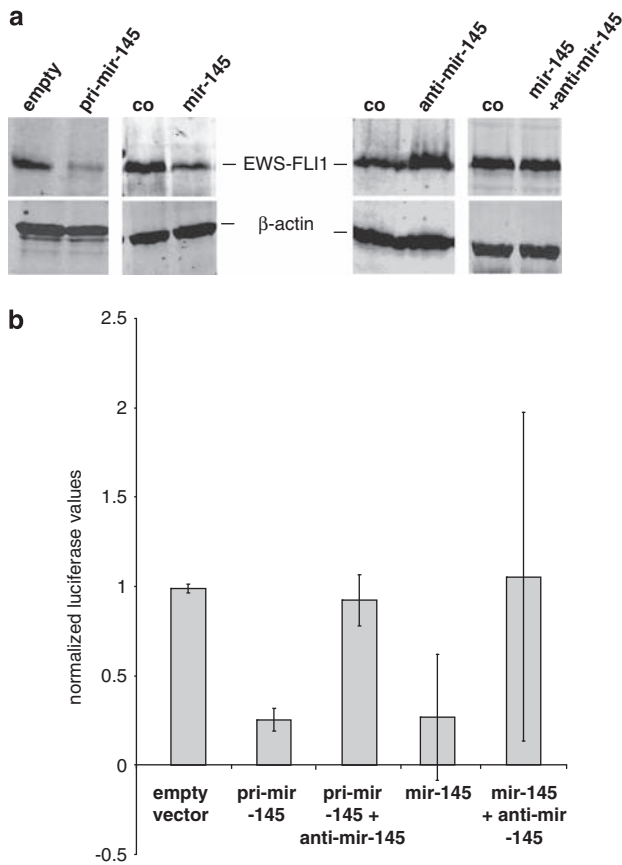 a
empty
pri-mir-145
co
mir-145
co
anti-mir-145
co
mir-145
+anti-mir-145
EWS-FLI1
β-actin
b
normalized luciferase values
2.5
2
1.5
1
0.5
0
-0.5
empty
vector
pri-mir
-145
pri-mir
-145 +
anti-mir-145
mir-145
mir-145
+ anti-mir
-145